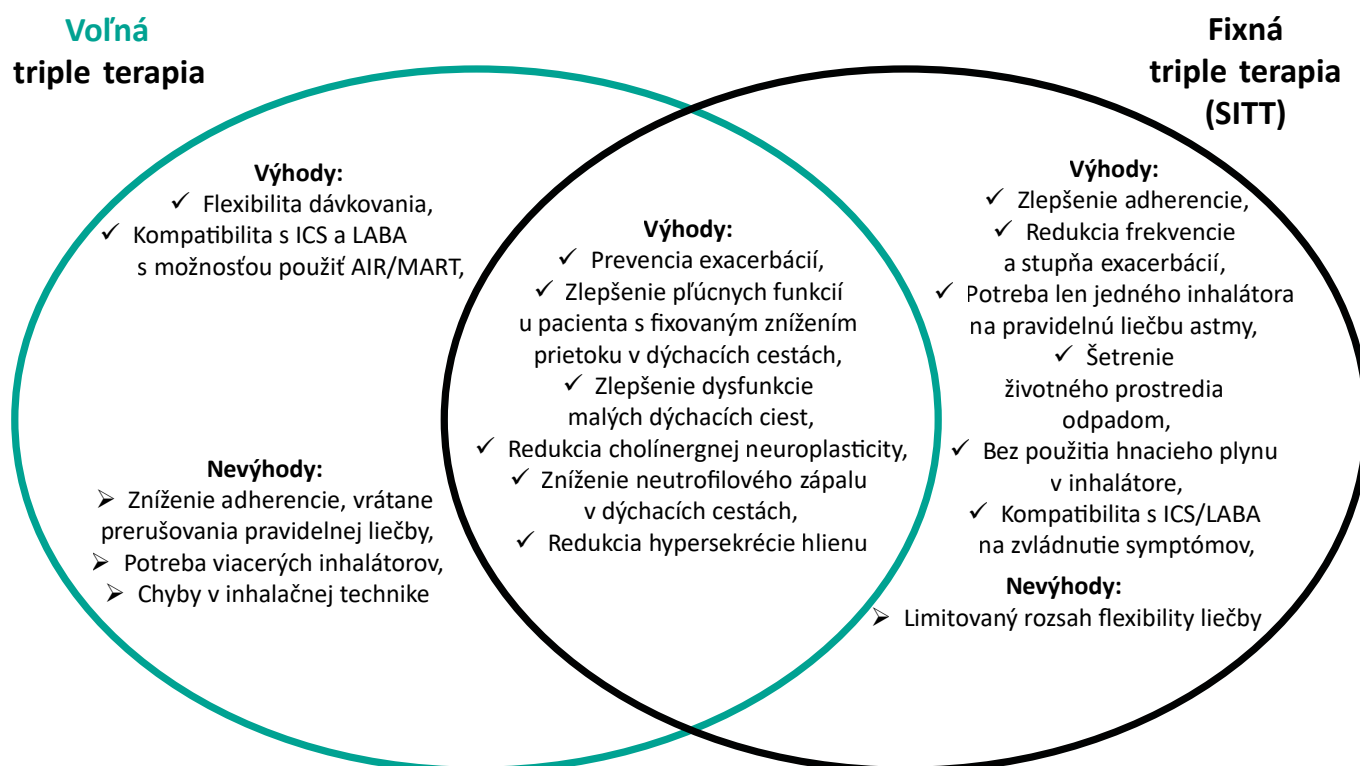 Voľná
triple terapia
Výhody:
✓ Flexibilita dávkovania,
✓ Kompatibilita s ICS a LABA
s možnosťou použiť AIR/MART,
Nevýhody:
➢ Zníženie adherencie, vrátane
prerušovania pravidelnej liečby,
➢ Potreba viacerých inhalátorov,
➢ Chyby v inhalačnej technike
Výhody:
✓ Prevencia exacerbácií,
✓ Zlepšenie pľúcnych funkcií
u pacienta s fixovaným znížením
prietoku v dýchacích cestách,
✓ Zlepšenie dysfunkcie
malých dýchacích ciest,
✓ Redukcia cholínergnej neuroplasticity,
✓ Zníženie neutrofilového zápalu
v dýchacích cestách,
✓ Redukcia hypersekrécie hlienu
Fixná
triple terapia
(SITT)
Výhody:
✓ Zlepšenie adherencie,
✓ Redukcia frekvencie
a stupňa exacerbácií,
✓ Potreba len jedného inhalátora
na pravidelnú liečbu astmy,
✓ Šetrenie
životného prostredia
odpadom,
✓ Bez použitia hnacieho plynu
v inhalátore,
✓ Kompatibilita s ICS/LABA
na zvládnutie symptómov,
Nevýhody:
➢ Limitovaný rozsah flexibility liečby